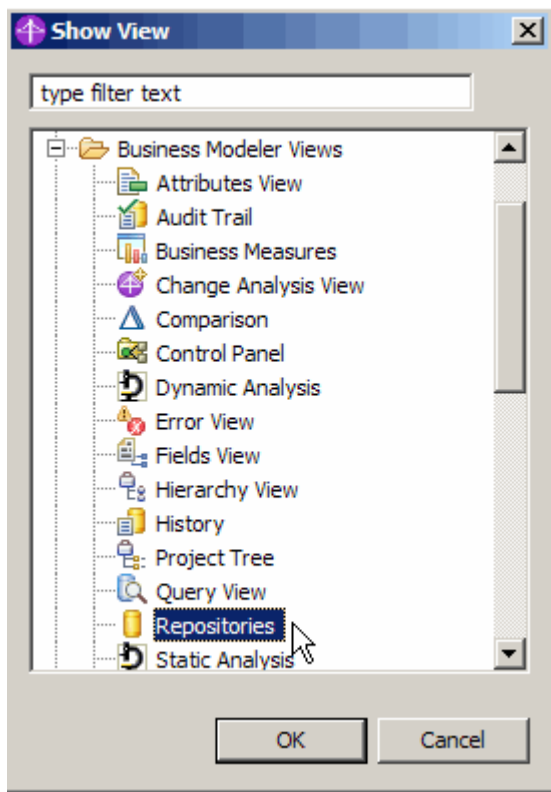 Show View
type filter text
Business Modeler Views
Attributes View
Audit Trail
Business Measures
Change Analysis View
Comparison
Control Panel
Dynamic Analysis
Error View
Fields View
Hierarchy View
History
Project Tree
Query View
Repositories
Static Analysis
OK Cancel